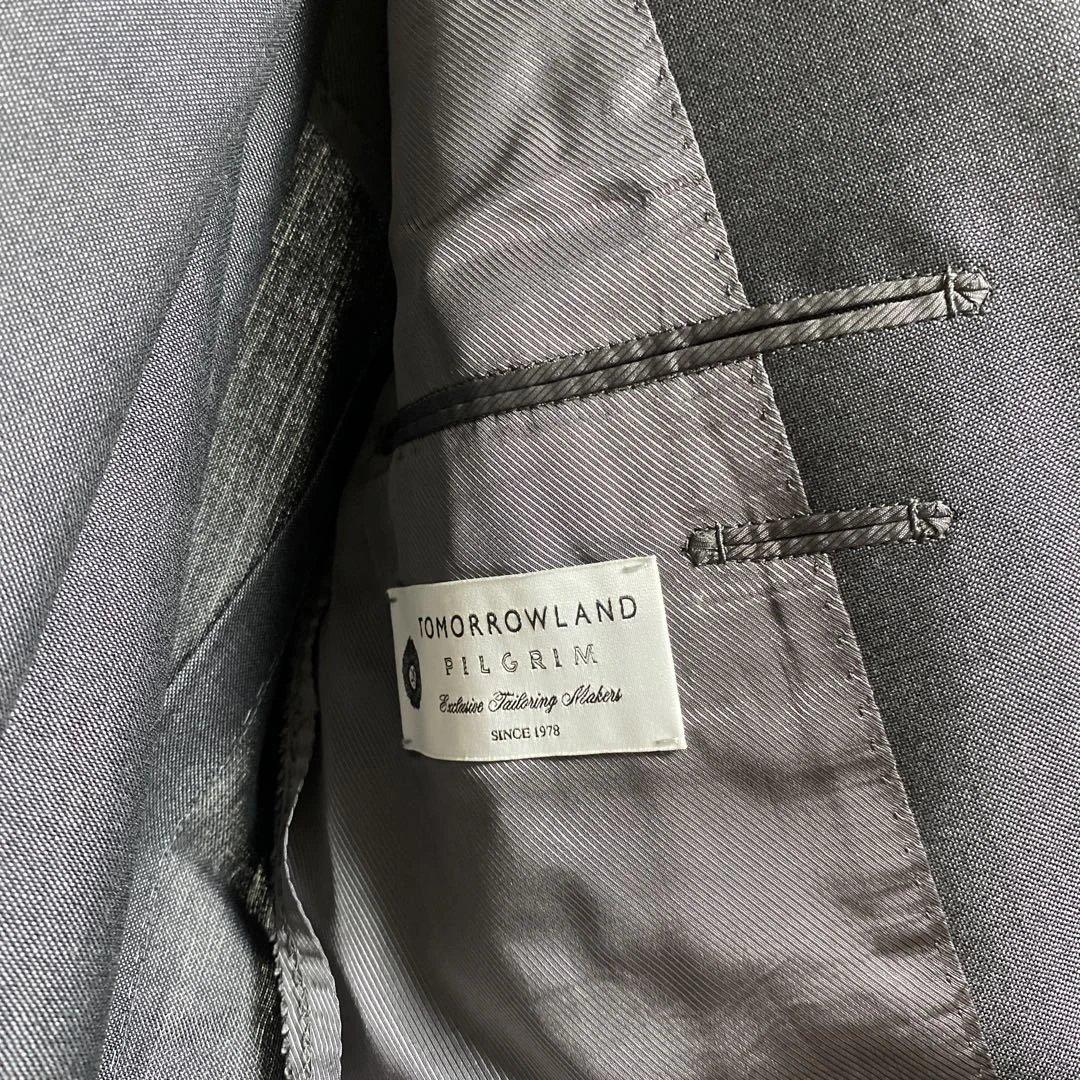 TOMORROWLAND
PILGRIM
Exclusive Tailoring Makers
SINCE 1978